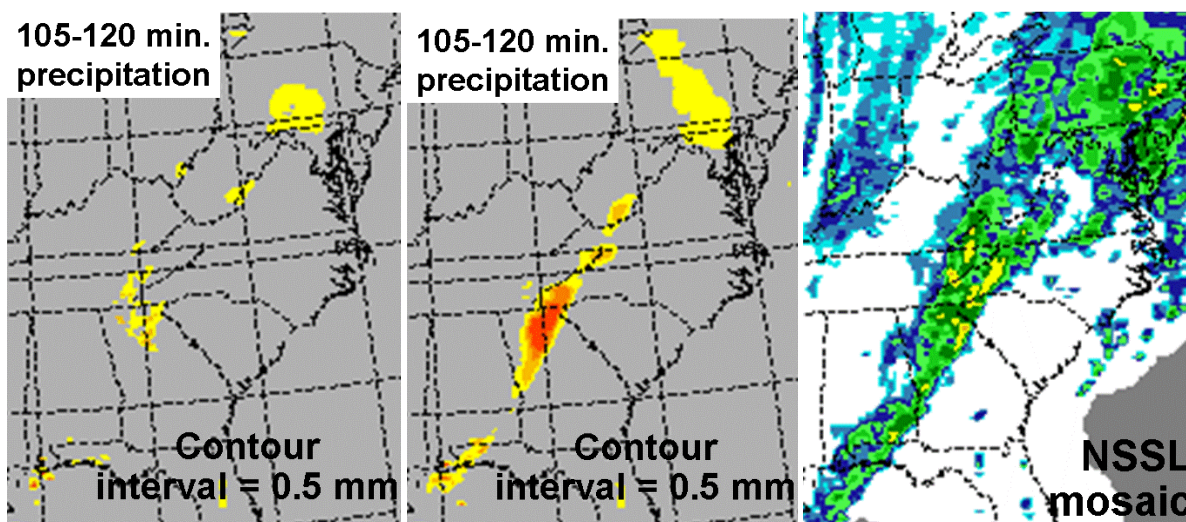 105-120 min.
precipitation
Contour
interval = 0.5 mm
105-120 min.
precipitation
Contour
interval = 0.5 mm
NSSL
mosaic